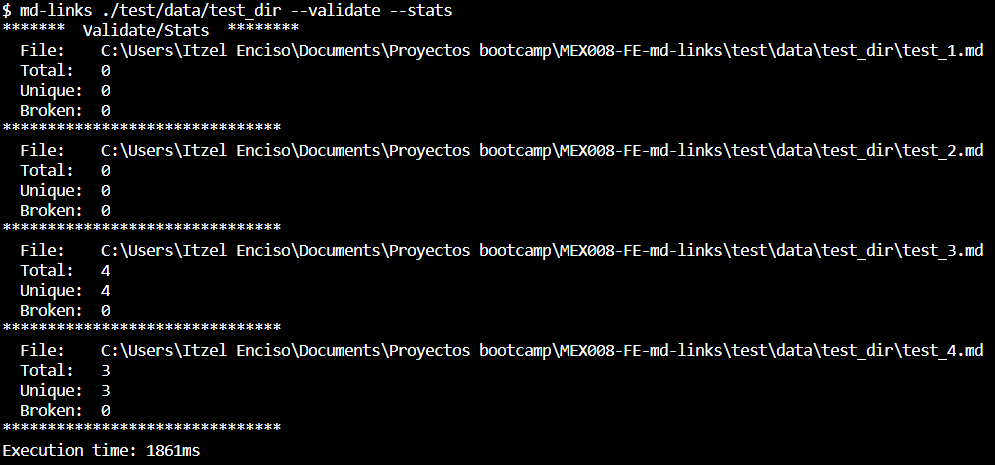 $ md-links ./test/data/test_dir --validate --stats
*******  Validate/Stats  ********
  File:    C:\Users\Itzel Enciso\Documents\Proyectos bootcamp\MEX008-FE-md-links\test\data\test_dir\test_1.md
  Total:   0
  Unique:  0
  Broken:  0
*******************************
  File:    C:\Users\Itzel Enciso\Documents\Proyectos bootcamp\MEX008-FE-md-links\test\data\test_dir\test_2.md
  Total:   0
  Unique:  0
  Broken:  0
*******************************
  File:    C:\Users\Itzel Enciso\Documents\Proyectos bootcamp\MEX008-FE-md-links\test\data\test_dir\test_3.md
  Total:   4
  Unique:  4
  Broken:  0
*******************************
  File:    C:\Users\Itzel Enciso\Documents\Proyectos bootcamp\MEX008-FE-md-links\test\data\test_dir\test_4.md
  Total:   3
  Unique:  3
  Broken:  0
*******************************
Execution time: 1861ms